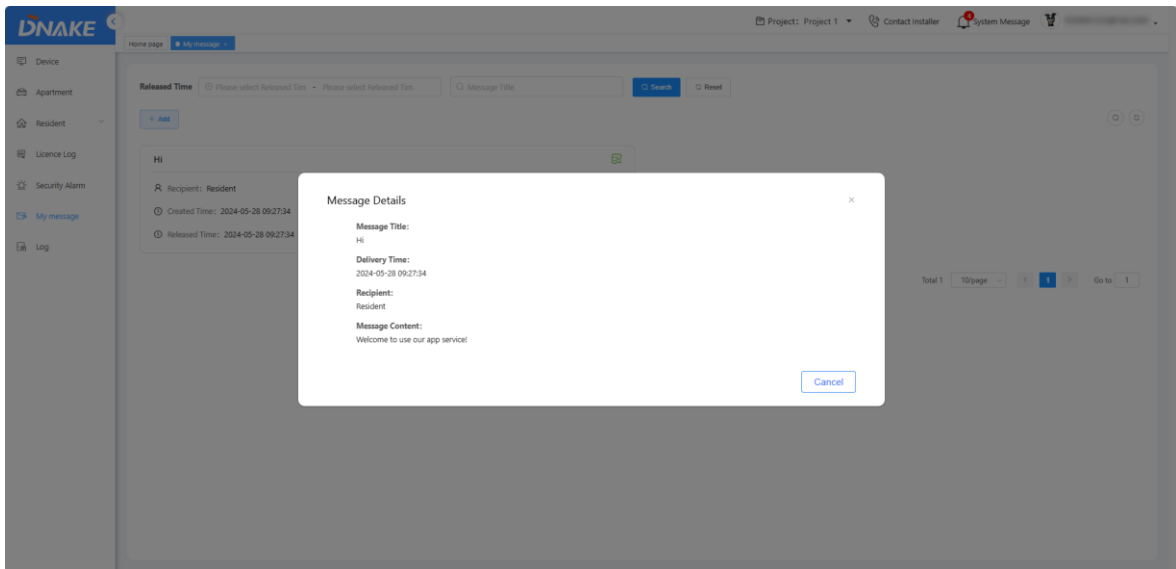 DNAKE
Project: Project 1
Contact Installer
4
System Message
Home page
My message
Device
Apartment
Resident
Licence Log
Security Alarm
My message
Log
Released Time
Please select Released Tim - Please select Released Tim
Message Title
Search
Reset
+ Add
Hi
Recipient: Resident
Created Time: 2024-05-28 09:27:34
Released Time: 2024-05-28 09:27:34
Message Details
Message Title:
Hi
Delivery Time:
2024-05-28 09:27:34
Recipient:
Resident
Message Content:
Welcome to use our app service!
Cancel
Total 1
10/page
1
Go to 1